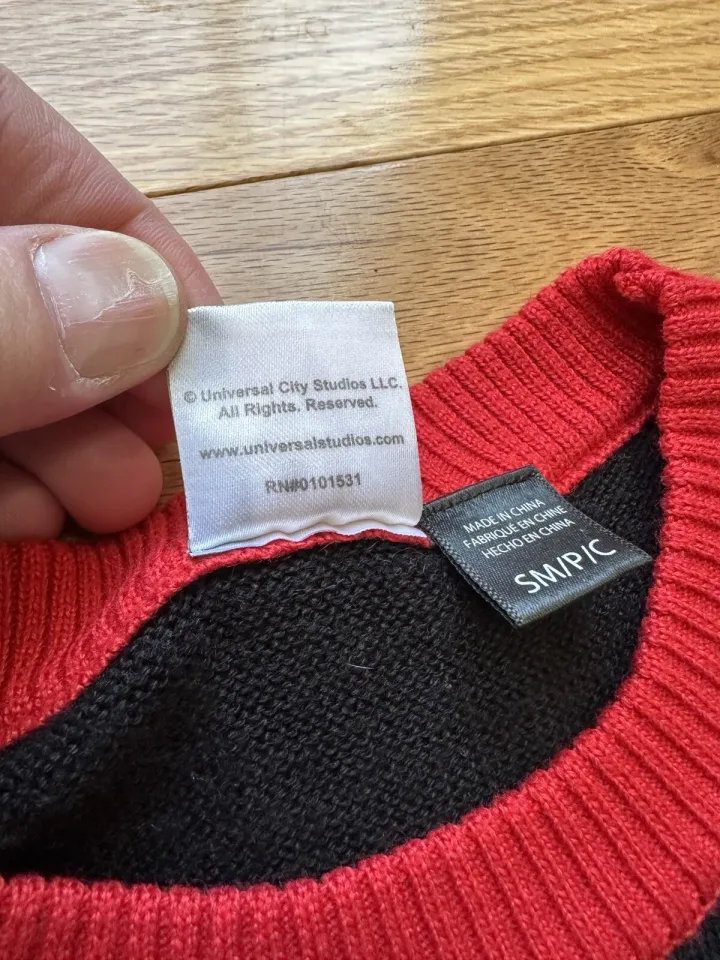 © Universal City Studios LLC.
All Rights. Reserved.
www.universalstudios.com
RN#0101531
MADE IN CHINA
FABRIQUÉ EN CHINE
HECHO EN CHINA
SM/P/C